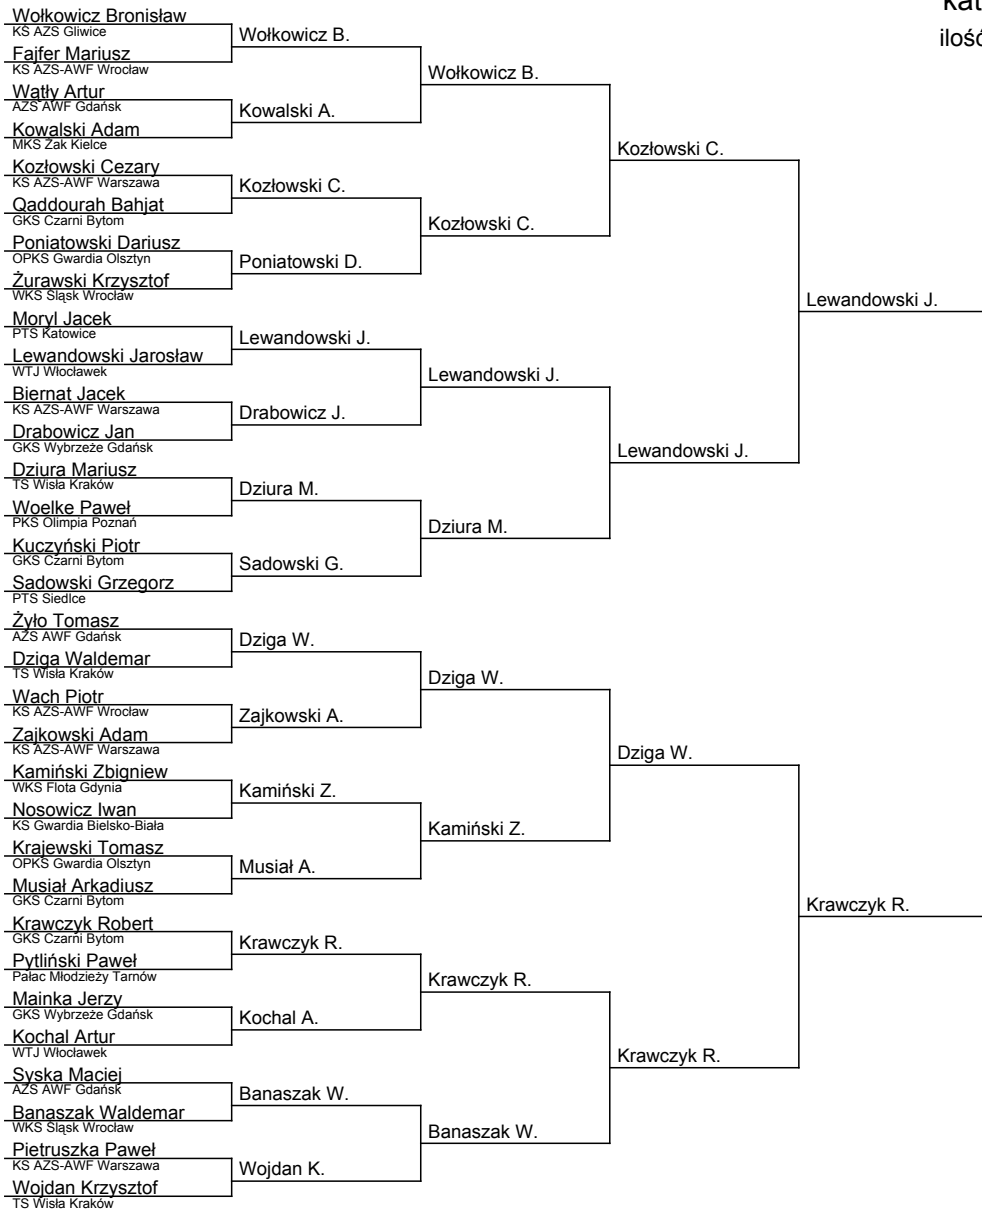 Wołkowicz Bronisław
KS AZS Gliwice
Fajfer Mariusz
KS AZS-AWF Wrocław
Wątły Artur
AZS AWF Gdańsk
Kowalski Adam
MKS Żak Kielce
Kozłowski Cezary
KS AZS-AWF Warszawa
Qaddourah Bahjat
GKS Czarni Bytom
Poniatowski Dariusz
OPKS Gwardia Olsztyn
Żurawski Krzysztof
WKS Śląsk Wrocław
Moryl Jacek
PTS Katowice
Lewandowski Jarosław
WTJ Włocławek
Biernat Jacek
KS AZS-AWF Warszawa
Drabowicz Jan
GKS Wybrzeże Gdańsk
Dziura Mariusz
TS Wisła Kraków
Woelke Paweł
PKS Olimpia Poznań
Kuczyński Piotr
GKS Czarni Bytom
Sadowski Grzegorz
PTS Siedlce
Żyło Tomasz
AZS AWF Gdańsk
Dziga Waldemar
TS Wisła Kraków
Wach Piotr
KS AZS-AWF Wrocław
Zajkowski Adam
KS AZS-AWF Warszawa
Kamiński Zbigniew
WKS Flota Gdynia
Nosowicz Iwan
KS Gwardia Bielsko-Biała
Krajewski Tomasz
OPKS Gwardia Olsztyn
Musiał Arkadiusz
GKS Czarni Bytom
Krawczyk Robert
GKS Czarni Bytom
Pytliński Paweł
Pałac Młodzieży Tarnów
Mainka Jerzy
GKS Wybrzeże Gdańsk
Kochal Artur
WTJ Włocławek
Syska Maciej
AZS AWF Gdańsk
Banaszak Waldemar
WKS Śląsk Wrocław
Pietruszka Paweł
KS AZS-AWF Warszawa
Wojdan Krzysztof
TS Wisła Kraków
Wołkowicz B.
Kowalski A.
Kozłowski C.
Poniatowski D.
Lewandowski J.
Drabowicz J.
Dziura M.
Sadowski G.
Dziga W.
Zajkowski A.
Kamiński Z.
Musiał A.
Krawczyk R.
Kochal A.
Banaszak W.
Wojdan K.
Wołkowicz B.
Kozłowski C.
Lewandowski J.
Dziura M.
Dziga W.
Kamiński Z.
Krawczyk R.
Banaszak W.
Kozłowski C.
Lewandowski J.
Dziga W.
Krawczyk R.
Lewandowski J.
Krawczyk R.